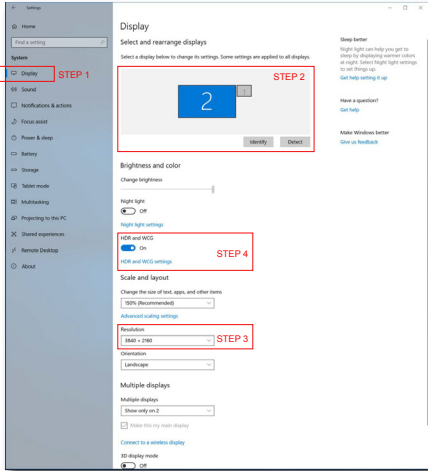 Settings
Home
Find a setting
System
Display
STEP 1
Sound
Notifications & actions
Focus assist
Power & sleep
Battery
Storage
Tablet mode
Multitasking
Projecting to this PC
Shared experiences
Remote Desktop
About
Display
Select and rearrange displays
Select a display below to change its settings. Some settings are applied to all displays.
STEP 2
2
1
Identify Detect
Brightness and color
Change brightness
Night light
Off
Night light settings
HDR and WCG
On
STEP 4
HDR and WCG settings
Scale and layout
Change the size of text, apps, and other items
150% (Recommended)
Advanced scaling settings
Resolution
3840 × 2160
STEP 3
Orientation
Landscape
Multiple displays
Multiple displays
Show only on 2
Make this my main display
Connect to a wireless display
3D display mode
Off
Sleep better
Night light can help you get to
sleep by displaying warmer colors
at night. Select Night light settings
to set things up.
Get help setting it up
Have a question?
Get help
Make Windows better
Give us feedback